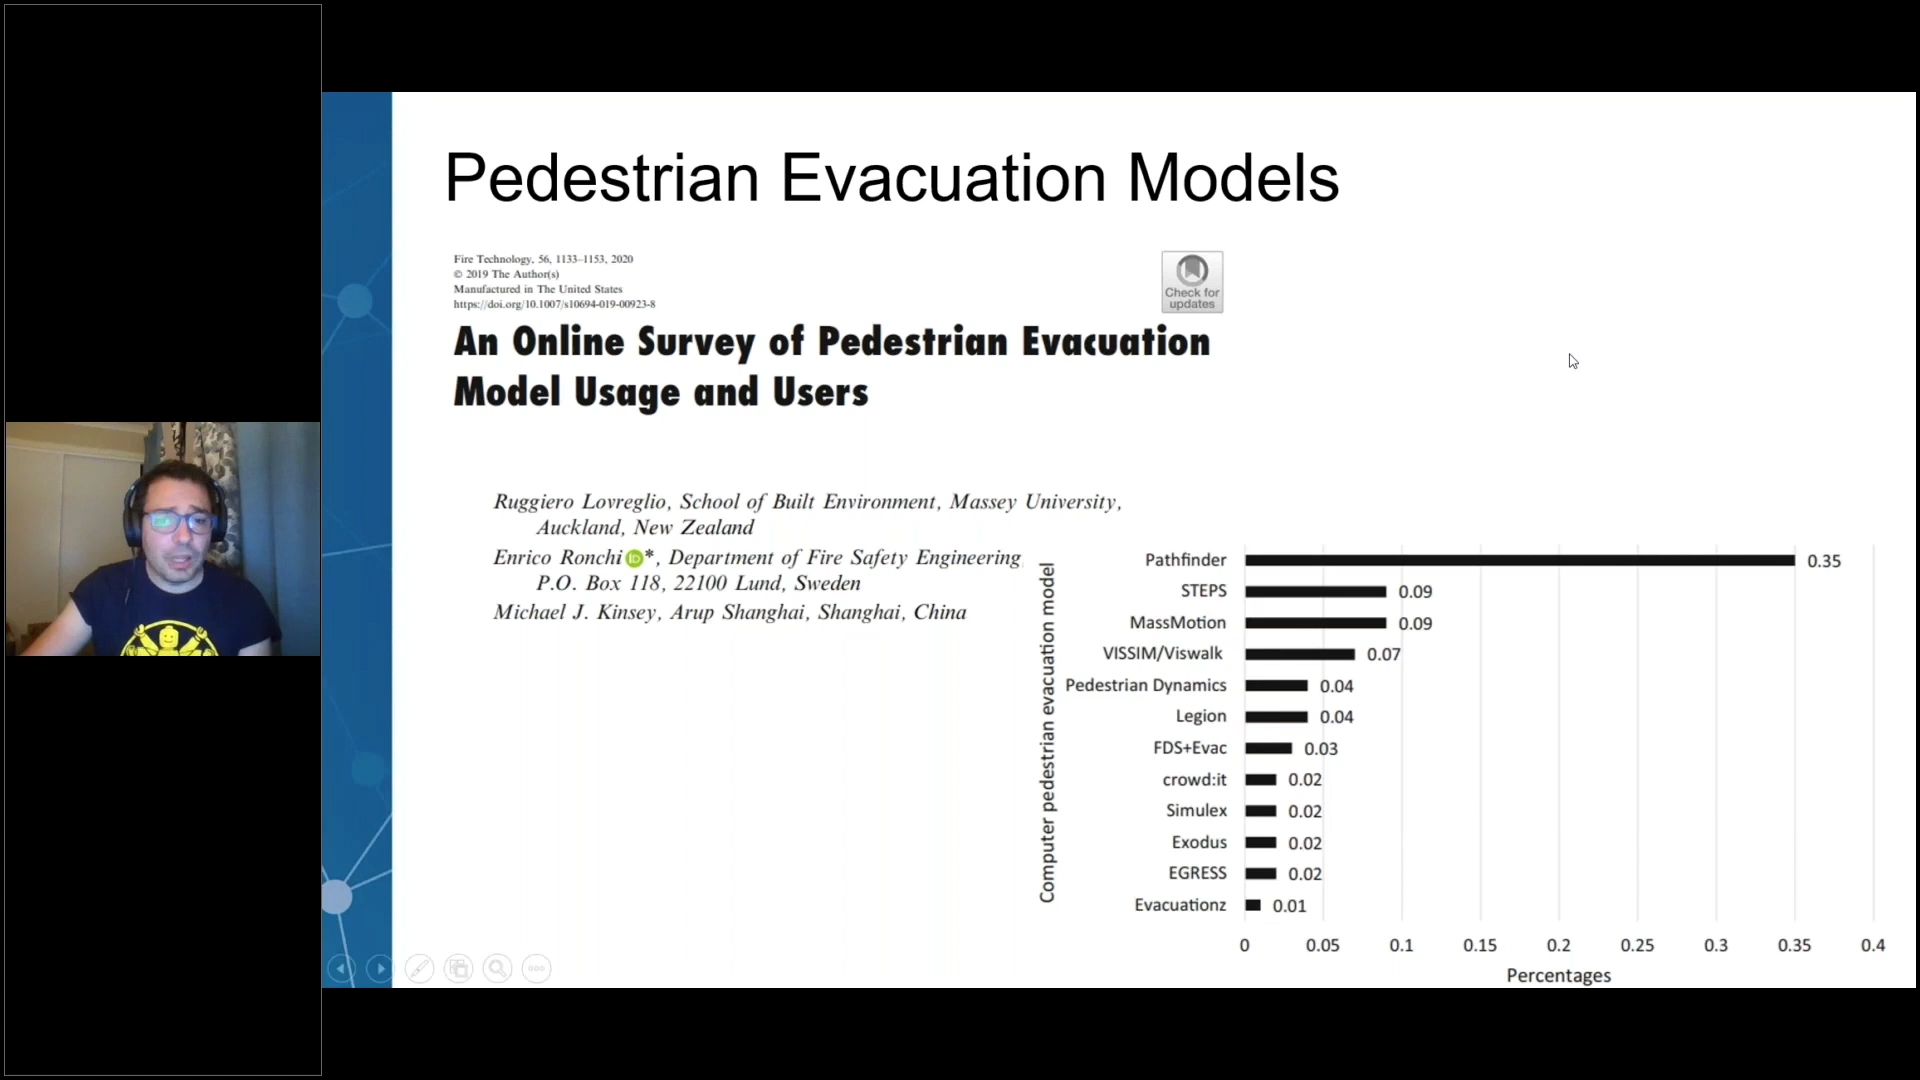 Pedestrian Evacuation Models
Fire Technology, 56, 1133–1153, 2020
© 2019 The Author(s)
Manufactured in The United States
https://doi.org/10.1007/s10694-019-00923-8
Check for
updates
An Online Survey of Pedestrian Evacuation
Model Usage and Users
Ruggiero Lovreglio, School of Built Environment, Massey University,
Auckland, New Zealand
Enrico Ronchi iD*, Department of Fire Safety Engineering,
P.O. Box 118, 22100 Lund, Sweden
Michael J. Kinsey, Arup Shanghai, Shanghai, China
Computer pedestrian evacuation model
Pathfinder 0.35
STEPS 0.09
MassMotion 0.09
VISSIM/Viswalk 0.07
Pedestrian Dynamics 0.04
Legion 0.04
FDS+Evac 0.03
crowd:it 0.02
Simulex 0.02
Exodus 0.02
EGRESS 0.02
Evacuationz 0.01
0 0.05 0.1 0.15 0.2 0.25 0.3 0.35 0.4
Percentages